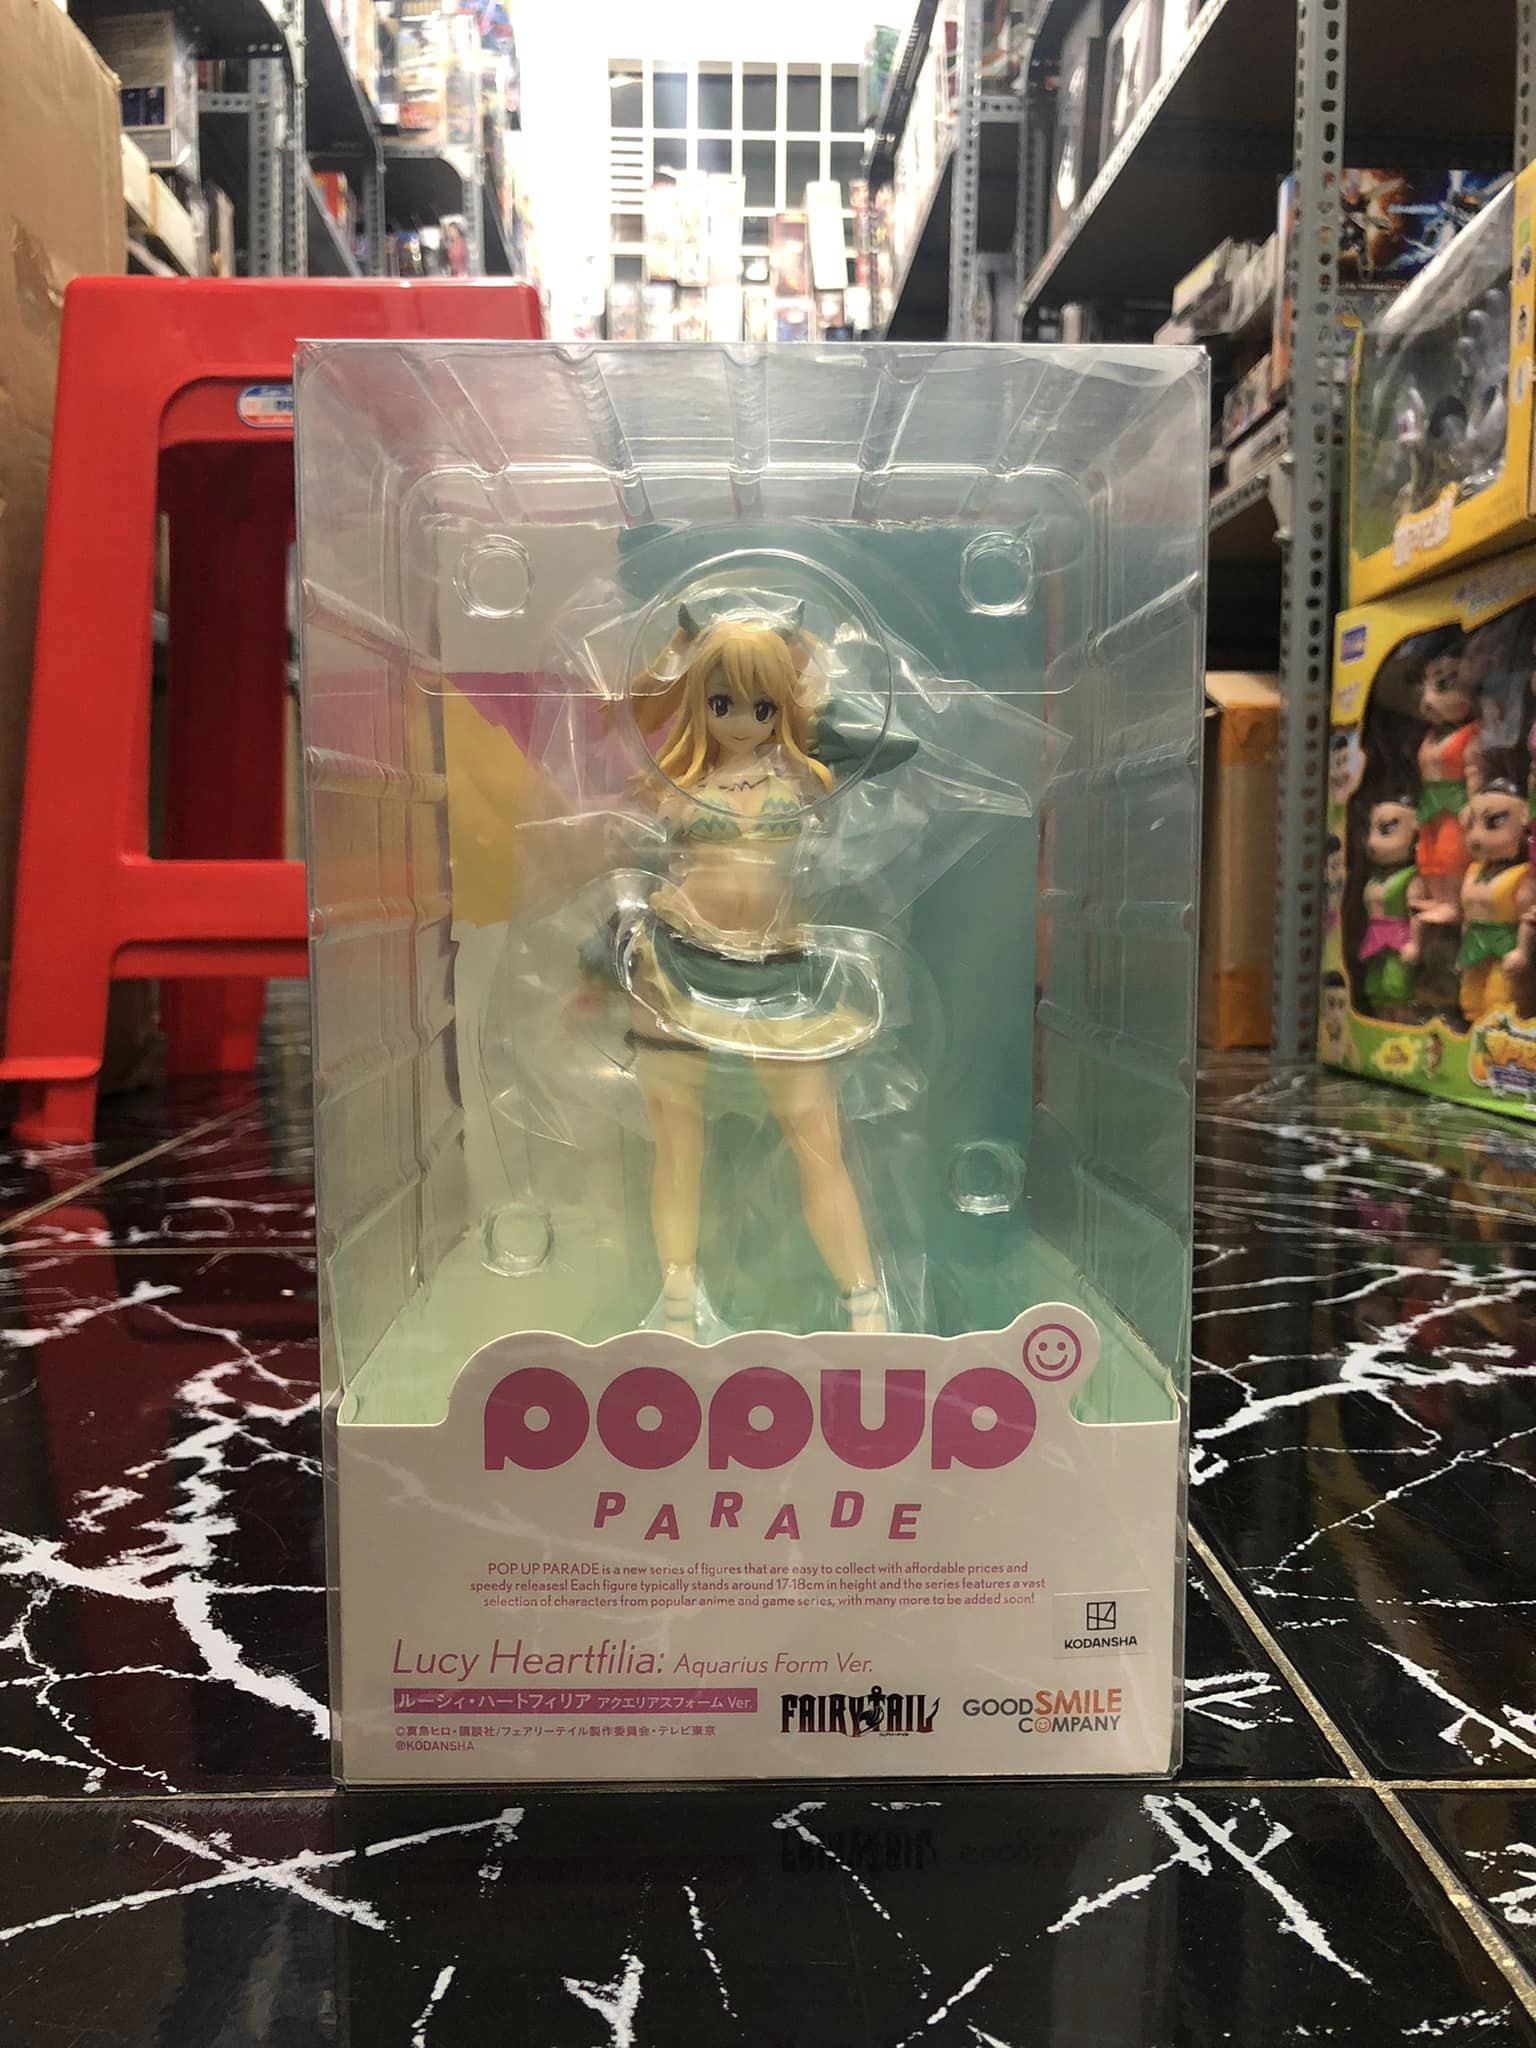 POPUP
PARADE
POP UP PARADE is a new series of figures that are easy to collect with affordable prices and
speedy releases! Each figure typically stands around 17-18cm in height and the series features a vast
selection of characters from popular anime and game series, with many more to be added soon!
KODANSHA
Lucy Heartfilia: Aquarius Form Ver.
ルーシィ・ハートフィリア アクエリアスフォーム Ver.
©真島ヒロ・講談社/フェアリーテイル製作委員会・テレビ東京
®KODANSHA
FAIRY TAIL
GOOD SMILE
COMPANY